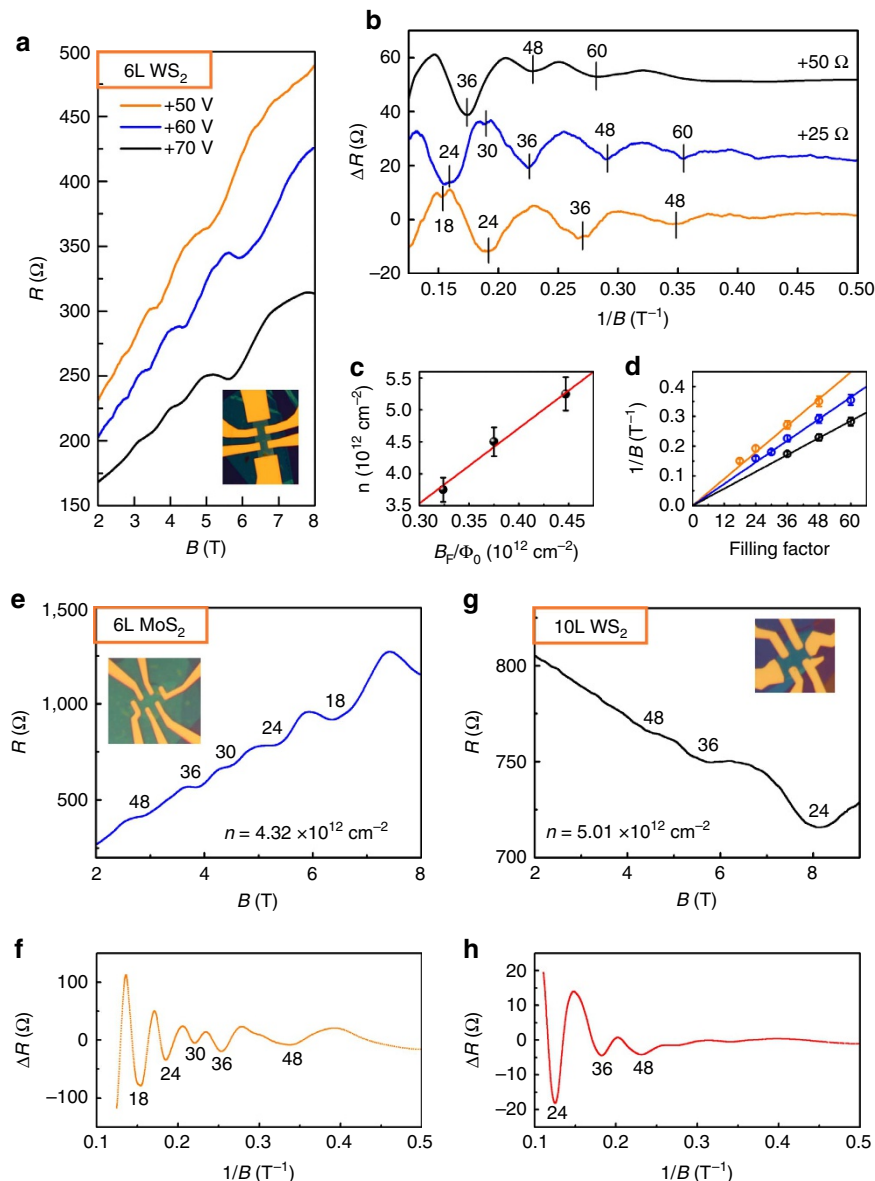 a
6L WS₂
+50 V
+60 V
+70 V
500
450
400
350
300
250
200
150
R (Ω)
2 3 4 5 6 7 8
B (T)
b
60
40
20
0
−20
ΔR (Ω)
36 48 60 +50 Ω
24 30 36 48 60 +25 Ω
18 24 36 48
0.15 0.20 0.25 0.30 0.35 0.40 0.45 0.50
1/B (T⁻¹)
c
5.5
5.0
4.5
4.0
3.5
n (10¹² cm⁻²)
0.30 0.35 0.40 0.45
B_F/Φ₀ (10¹² cm⁻²)
d
0.4
0.3
0.2
0.1
0.0
1/B (T⁻¹)
0 12 24 36 48 60
Filling factor
e
6L MoS₂
1,500
1,000
500
R (Ω)
48 36 30 24 18
n = 4.32 ×10¹² cm⁻²
2 4 6 8
B (T)
g
10L WS₂
800
750
700
R (Ω)
48 36 24
n = 5.01 ×10¹² cm⁻²
2 4 6 8
B (T)
f
100
0
−100
ΔR (Ω)
18 24 30 36 48
0.1 0.2 0.3 0.4 0.5
1/B (T⁻¹)
h
20
10
0
−10
−20
ΔR (Ω)
24 36 48
0.1 0.2 0.3 0.4 0.5
1/B (T⁻¹)